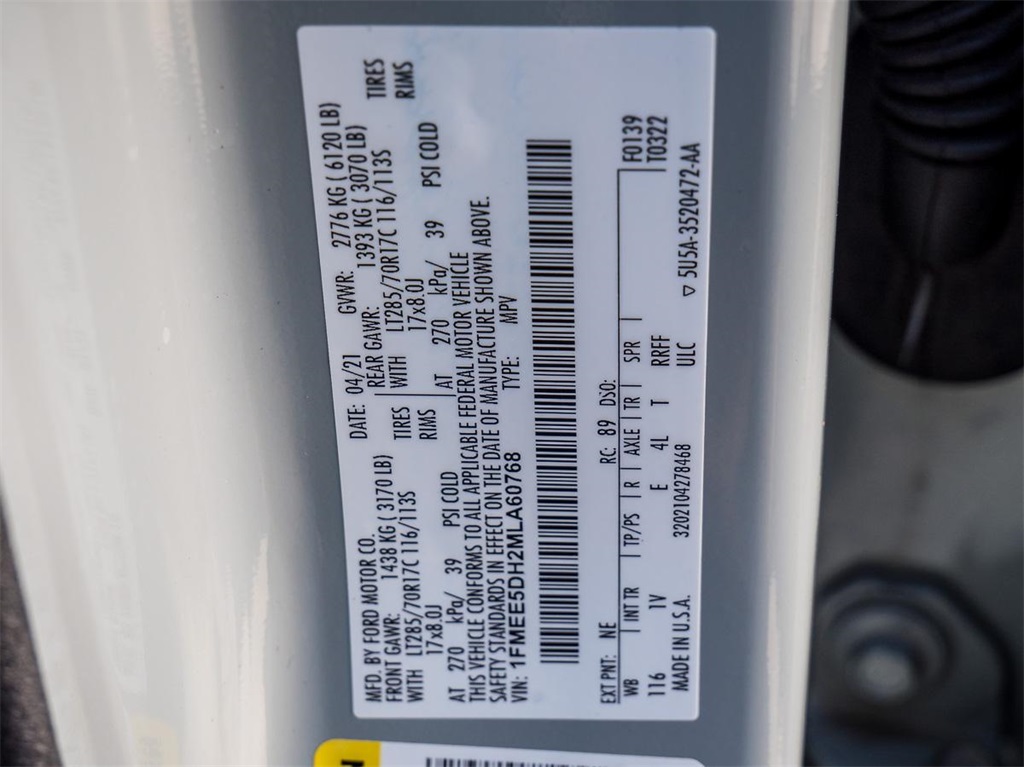 MFD. BY FORD MOTOR CO. DATE: 04/21 GVWR: 2776 KG ( 6120 LB)
FRONT GAWR: 1438 KG ( 3170 LB) REAR GAWR: 1393 KG ( 3070 LB)
WITH LT285/70R17C 116/113S TIRES WITH LT285/70R17C 116/113S TIRES
17x8.0J RIMS 17x8.0J RIMS
AT 270 kPa/ 39 PSI COLD AT 270 kPa/ 39 PSI COLD
THIS VEHICLE CONFORMS TO ALL APPLICABLE FEDERAL MOTOR VEHICLE
SAFETY STANDARDS IN EFFECT ON THE DATE OF MANUFACTURE SHOWN ABOVE.
VIN: 1FMEE5DH2MLA60768 TYPE: MPV
EXT PNT: NE RC: 89 DSO: F0139
WB INT TR TP/PS R AXLE TR SPR T0322
116 1V E 4L T RREF
MADE IN U.S.A. 3202104278468 ULC ▽ 5U5A-3520472-AA